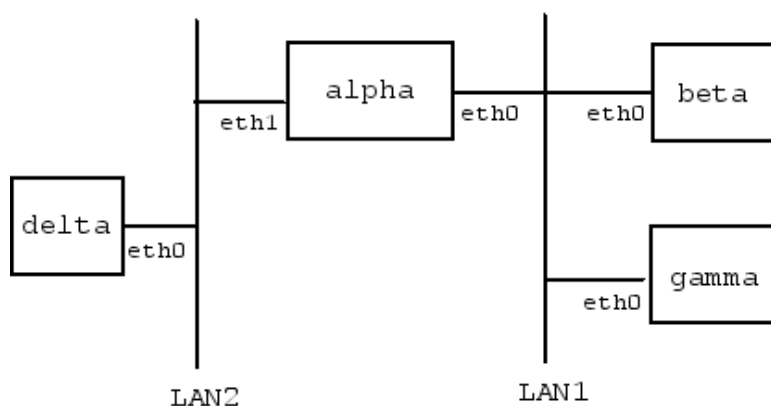 alpha
beta
eth1
eth0
eth0
delta
eth0
gamma
eth0
LAN2
LAN1